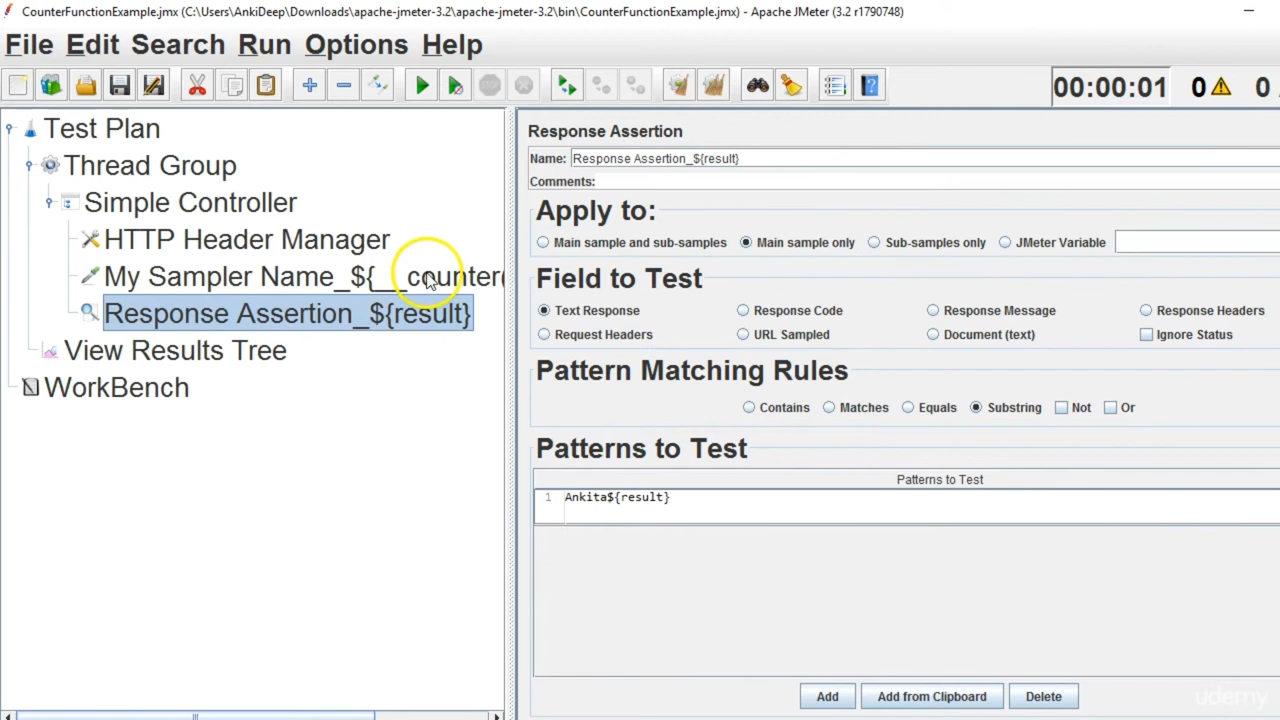 CounterFunctionExample.jmx (C:\Users\AnkiDeep\Downloads\apache-jmeter-3.2\apache-jmeter-3.2\bin\CounterFunctionExample.jmx) - Apache JMeter (3.2 r1790748)
File Edit Search Run Options Help
00:00:01 0 0
Test Plan
Thread Group
Simple Controller
HTTP Header Manager
My Sampler Name_${__counter(
Response Assertion_${result}
View Results Tree
WorkBench
Response Assertion
Name: Response Assertion_${result}
Comments:
Apply to:
Main sample and sub-samples Main sample only Sub-samples only JMeter Variable
Field to Test
Text Response Response Code Response Message Response Headers
Request Headers URL Sampled Document (text) Ignore Status
Pattern Matching Rules
Contains Matches Equals Substring Not Or
Patterns to Test
Patterns to Test
1 Ankita${result}
Add Add from Clipboard Delete
udemy